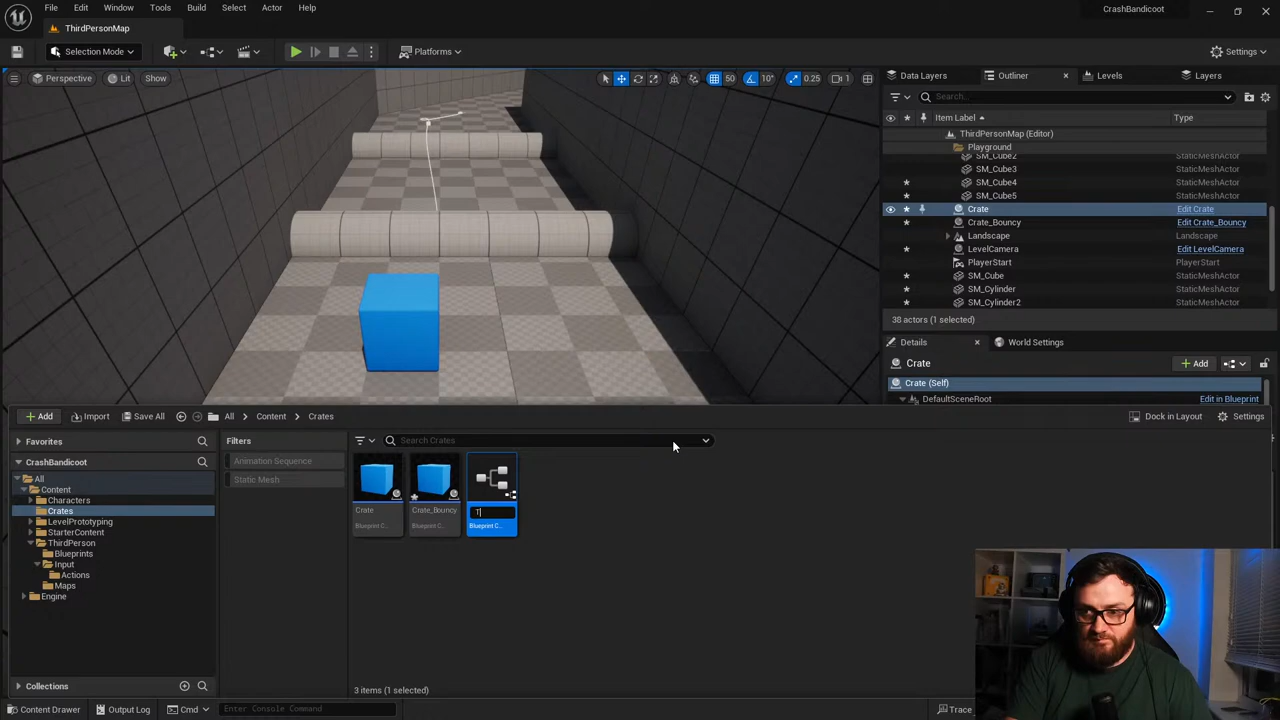 File Edit Window Tools Build Select Actor Help
CrashBandicoot
ThirdPersonMap
Selection Mode
Platforms
Settings
Perspective Lit Show
50 10° 0.25 1
Data Layers Outliner Levels Layers
Search...
Item Label Type
ThirdPersonMap (Editor)
Playground
SM_Cube2 StaticMeshActor
SM_Cube3 StaticMeshActor
SM_Cube4 StaticMeshActor
SM_Cube5 StaticMeshActor
Crate Edit Crate
Crate_Bouncy Edit Crate_Bouncy
Landscape Landscape
LevelCamera Edit LevelCamera
PlayerStart PlayerStart
SM_Cube StaticMeshActor
SM_Cylinder StaticMeshActor
SM_Cylinder2 StaticMeshActor
38 actors (1 selected)
Details World Settings
Crate Add
Crate (Self)
DefaultSceneRoot Edit in Blueprint
Add Import Save All All Content Crates
Dock in Layout Settings
Favorites
CrashBandicoot
All
Content
Characters
Crates
LevelPrototyping
StarterContent
ThirdPerson
Blueprints
Input
Actions
Maps
Engine
Collections
Filters
Animation Sequence
Static Mesh
Search Crates
Crate
Blueprint C...
Crate_Bouncy
Blueprint C...
T
Blueprint C...
3 items (1 selected)
Content Drawer Output Log Cmd Enter Console Command
Trace